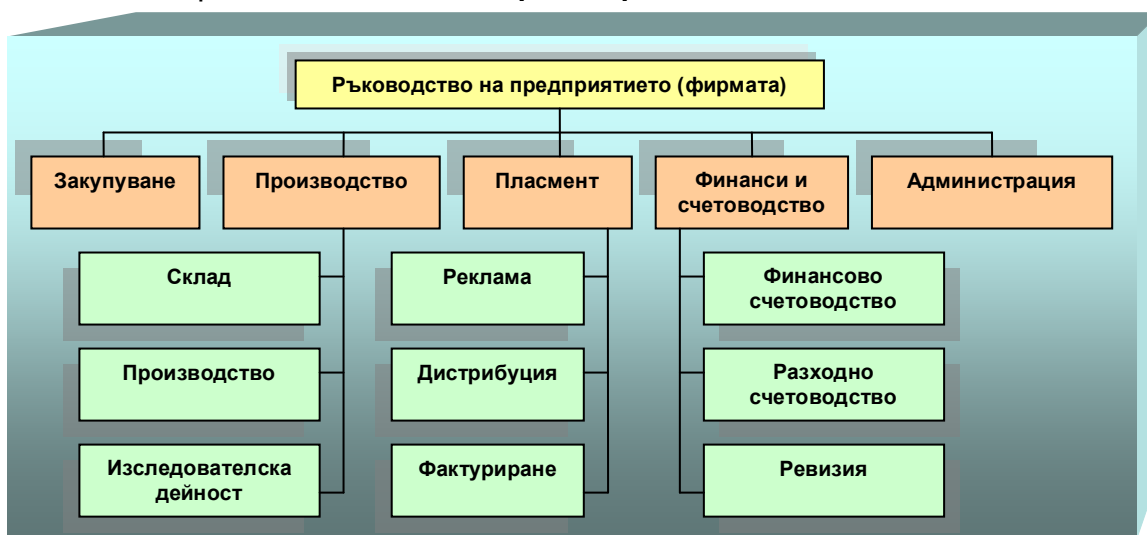 Ръководство на предприятието (фирмата)
Закупуване
Производство
Пласмент
Финанси и
счетоводство
Администрация
Склад
Реклама
Финансово
счетоводство
Производство
Дистрибуция
Разходно
счетоводство
Изследователска
дейност
Фактуриране
Ревизия